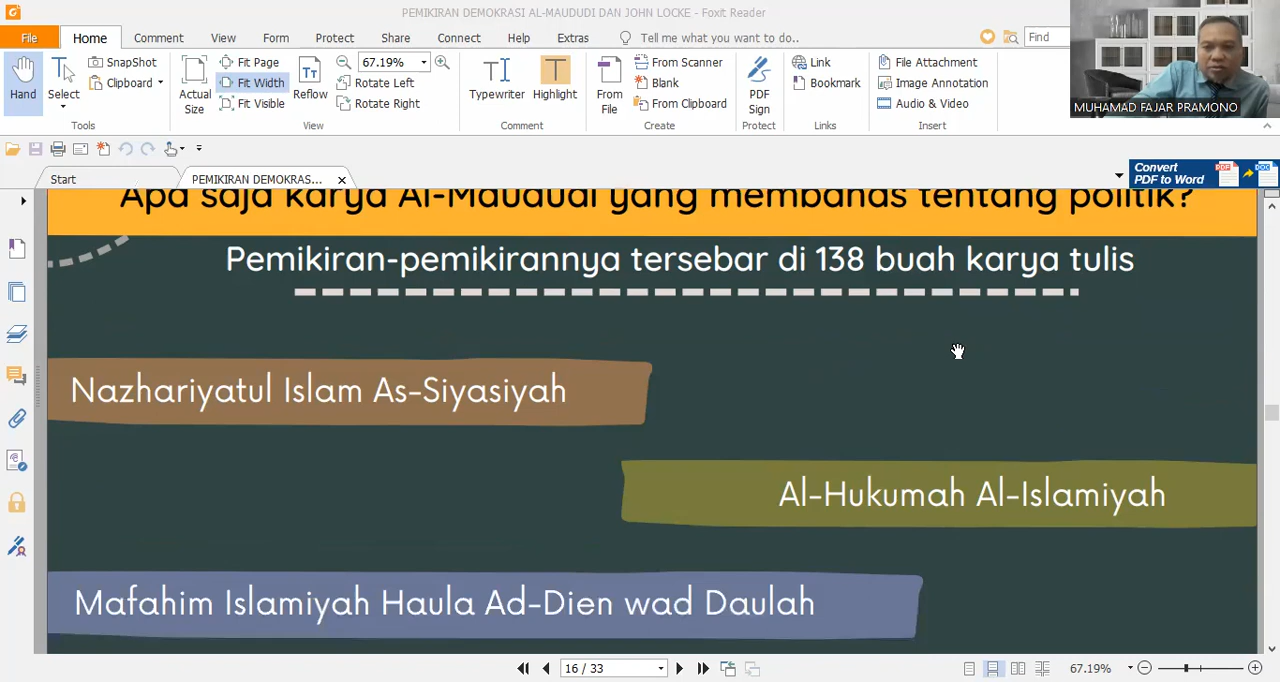 PEMIKIRAN DEMOKRASI AL-MAUDUDI DAN JOHN LOCKE - Foxit Reader
File Home Comment View Form Protect Share Connect Help Extras Tell me what you want to do.. Find
Hand
Select
SnapShot
Clipboard
Tools
Actual Size
Fit Page
Fit Width
Fit Visible
Reflow
67.19%
Rotate Left
Rotate Right
View
Typewriter
Highlight
Comment
From File
From Scanner
Blank
From Clipboard
Create
PDF Sign
Protect
Link
Bookmark
Links
File Attachment
Image Annotation
Audio & Video
Insert
MUHAMAD FAJAR PRAMONO
Start PEMIKIRAN DEMOKRAS...
Convert
PDF to Word
Apa saja karya Al-Maududi yang membahas tentang politik?
Pemikiran-pemikirannya tersebar di 138 buah karya tulis
Nazhariyatul Islam As-Siyasiyah
Al-Hukumah Al-Islamiyah
Mafahim Islamiyah Haula Ad-Dien wad Daulah
16 / 33
67.19%